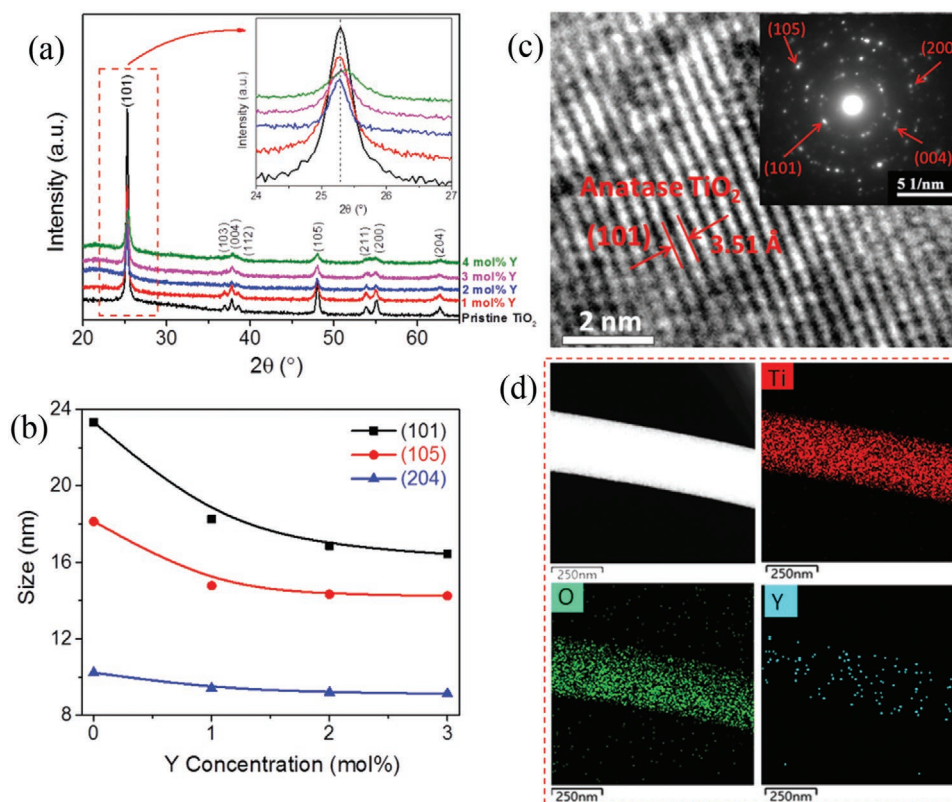 (a)
Intensity (a.u.)
(101)
Intensity (a.u.)
24 25 26 27
2θ (°)
(103)
(004)
(112)
(105)
(211)
(200)
(204)
4 mol% Y
3 mol% Y
2 mol% Y
1 mol% Y
Pristine TiO₂
20 30 40 50 60
2θ (°)
(b)
Size (nm)
24
20
16
12
8
(101)
(105)
(204)
0 1 2 3
Y Concentration (mol%)
(c)
(105)
(200)
(101)
(004)
5 1/nm
Anatase TiO₂
(101)
3.51 Å
2 nm
(d)
250nm
Ti
250nm
O
250nm
Y
250nm